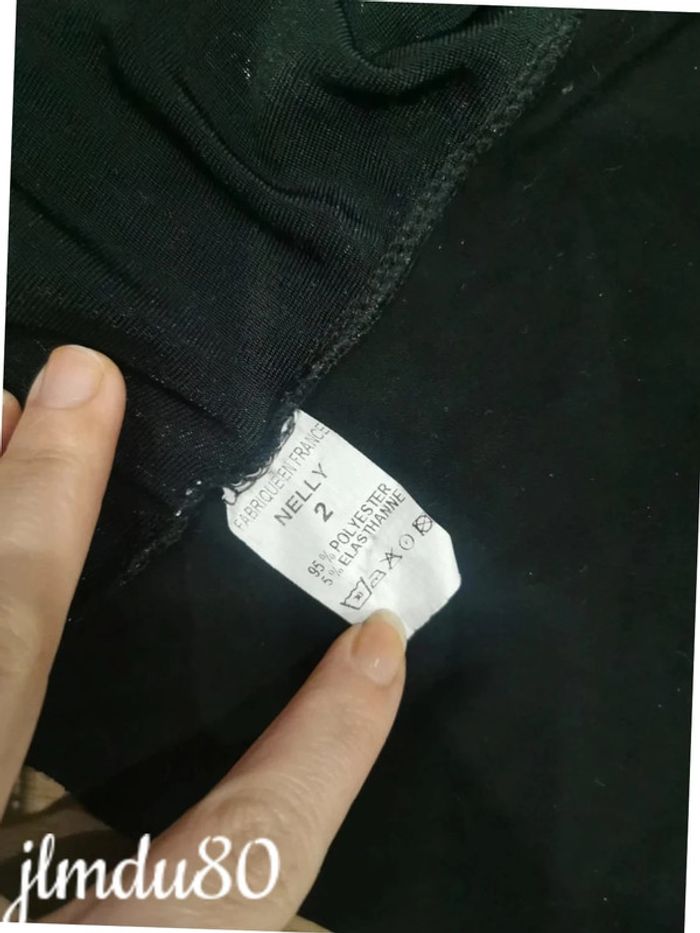 FABRIQUE EN FRANCE
NELLY
2
95 % POLYESTER
5 % ELASTHANNE
jlmdu80